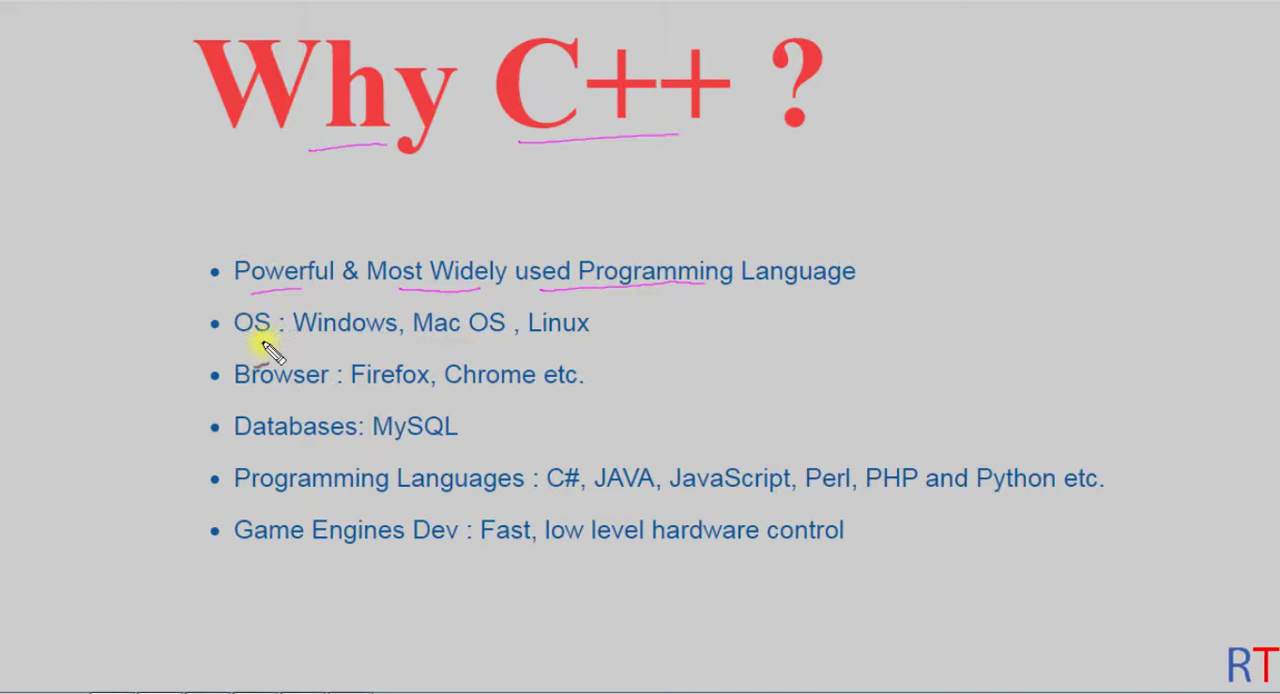 Why C++ ?
• Powerful & Most Widely used Programming Language
• OS : Windows, Mac OS , Linux
• Browser : Firefox, Chrome etc.
• Databases: MySQL
• Programming Languages : C#, JAVA, JavaScript, Perl, PHP and Python etc.
• Game Engines Dev : Fast, low level hardware control
RT